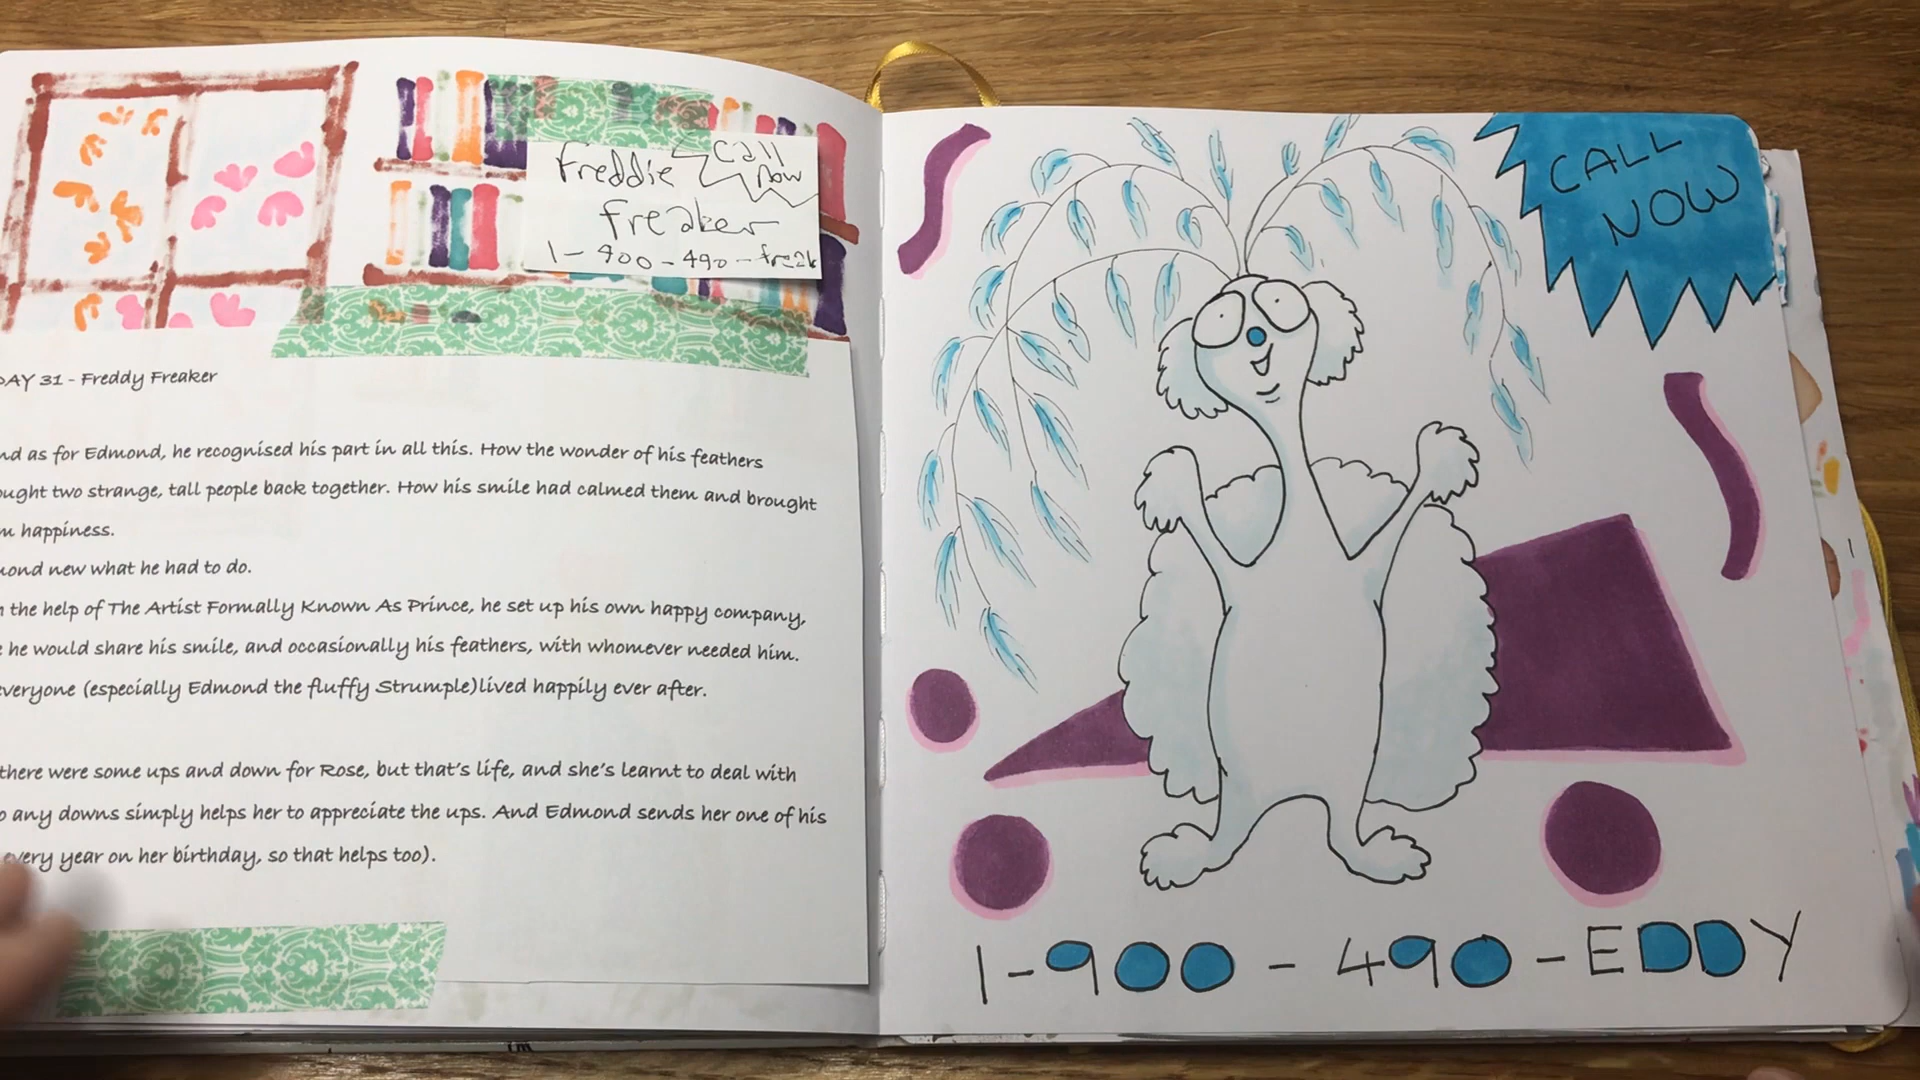 Freddie
Call
Now
freaker
1-900-490-freak
DAY 31 - Freddy Freaker
nd as for Edmond, he recognised his part in all this. How the wonder of his feathers
ought two strange, tall people back together. How his smile had calmed them and brought
m happiness.
mond new what he had to do.
h the help of The Artist Formally Known As Prince, he set up his own happy company,
e he would share his smile, and occasionally his feathers, with whomever needed him.
everyone (especially Edmond the fluffy Strumple)lived happily ever after.
there were some ups and down for Rose, but that's life, and she's learnt to deal with
o any downs simply helps her to appreciate the ups. And Edmond sends her one of his
every year on her birthday, so that helps too).
CALL
NOW
1-900-490-EDDY